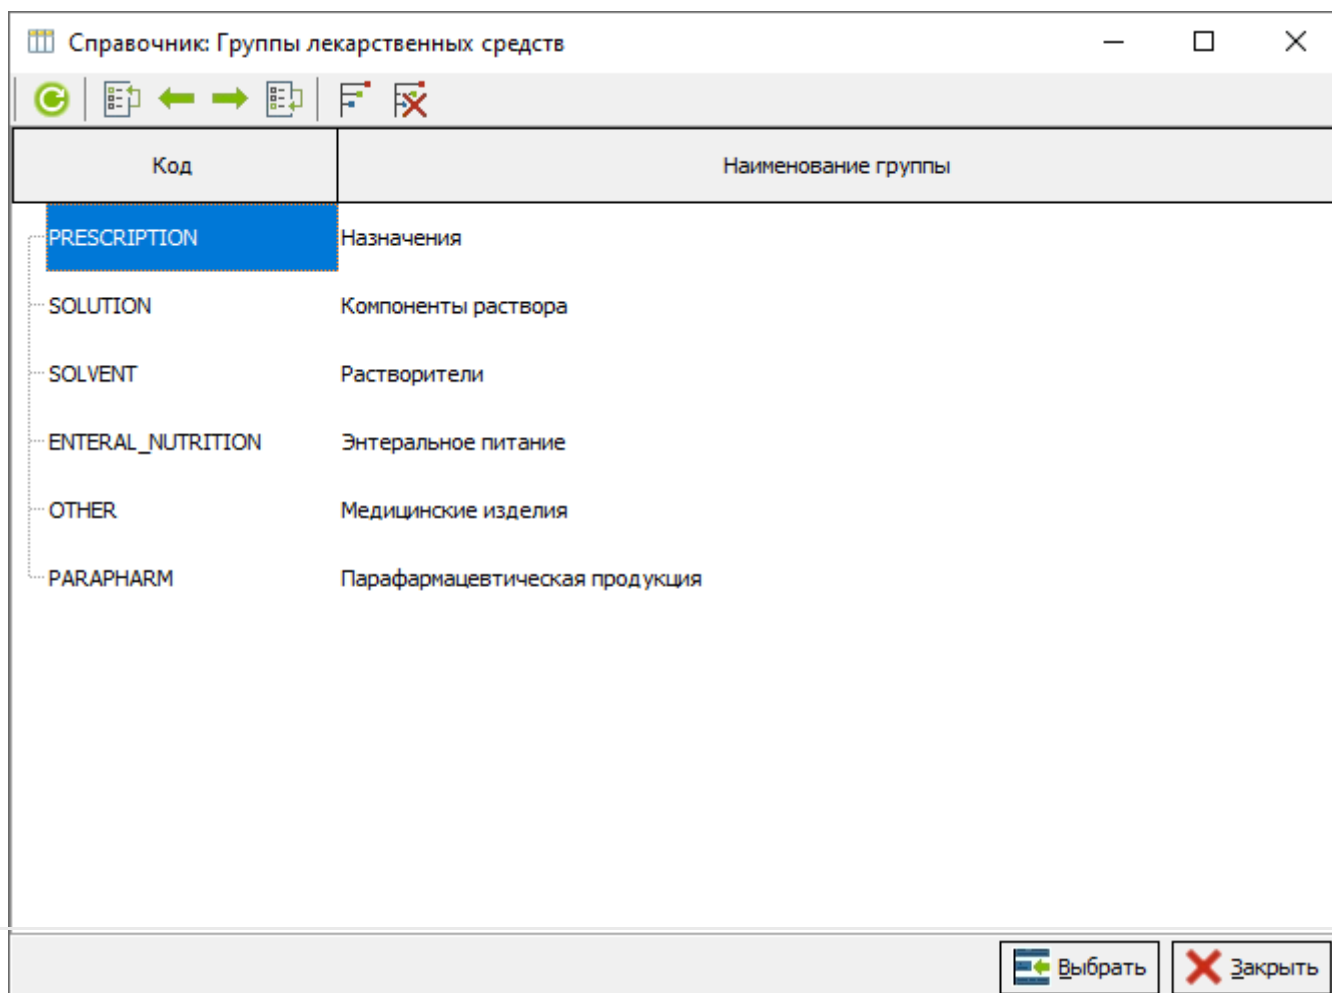 Справочник: Группы лекарственных средств
Код Наименование группы
PRESCRIPTION Назначения
SOLUTION Компоненты раствора
SOLVENT Растворители
ENTERAL_NUTRITION Энтеральное питание
OTHER Медицинские изделия
PARAPHARM Парафармацевтическая продукция
Выбрать Закрыть